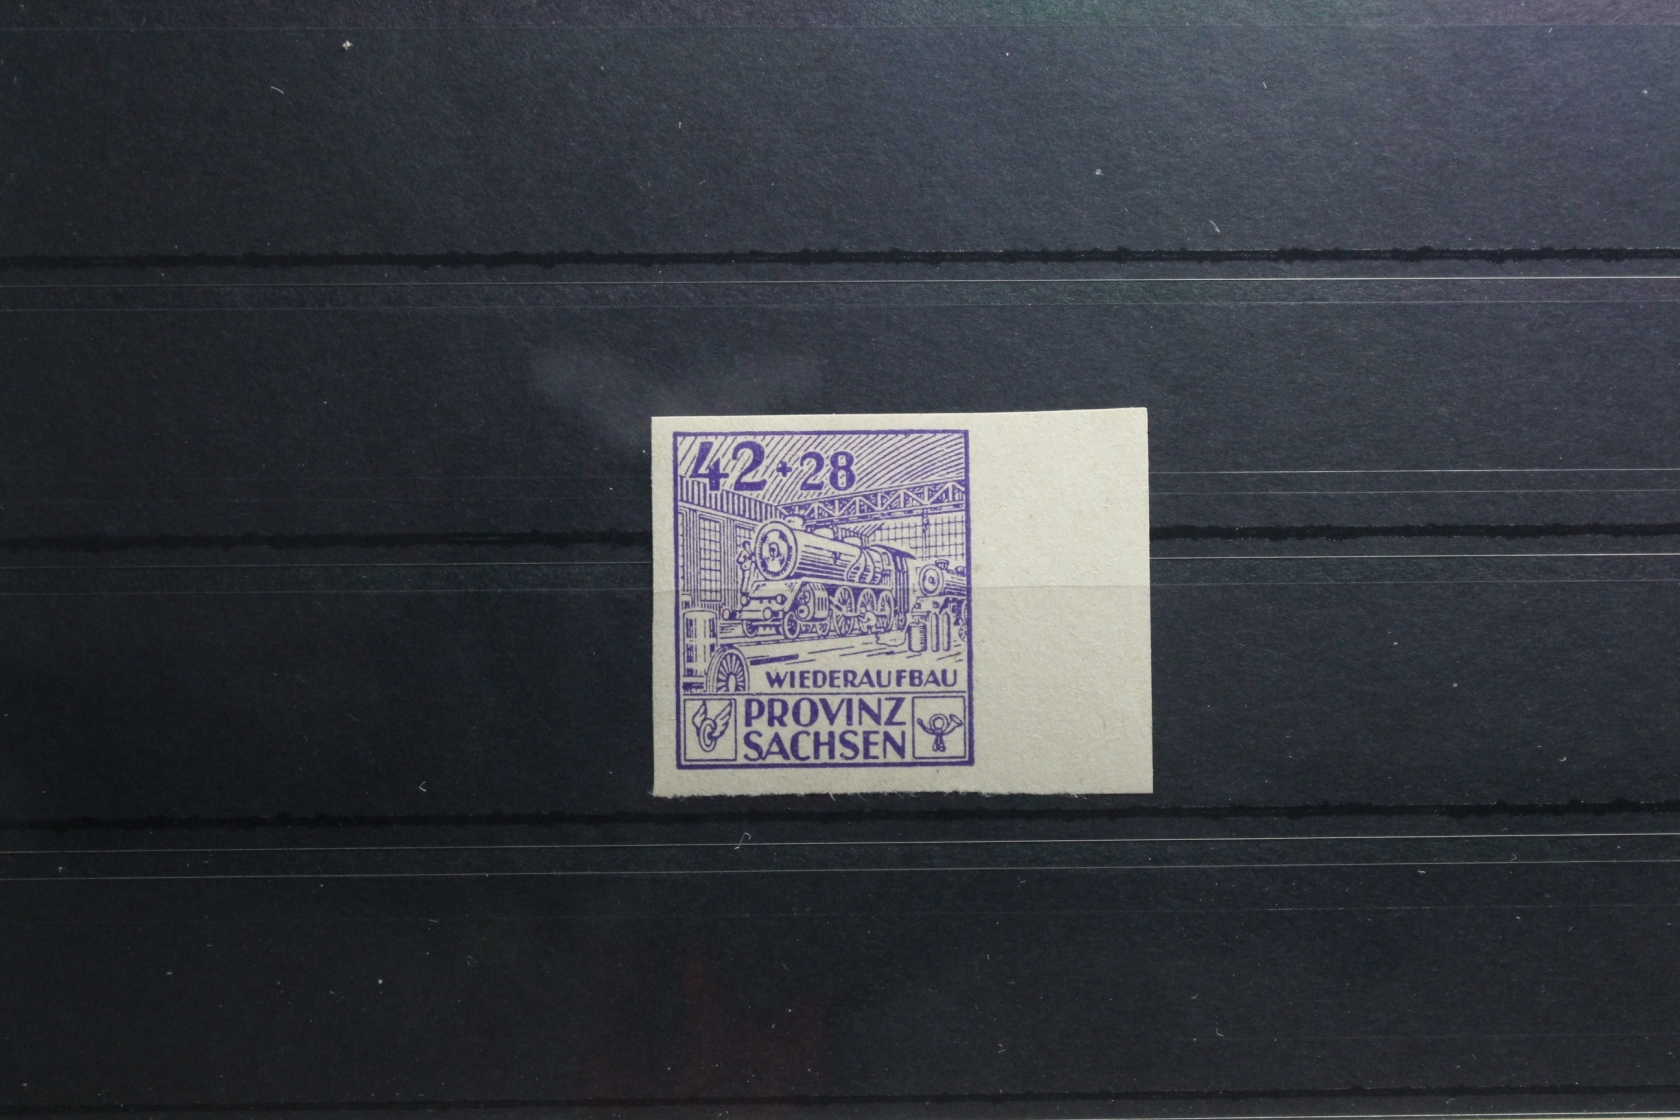 42+28
WIEDERAUFBAU
PROVINZ
SACHSEN